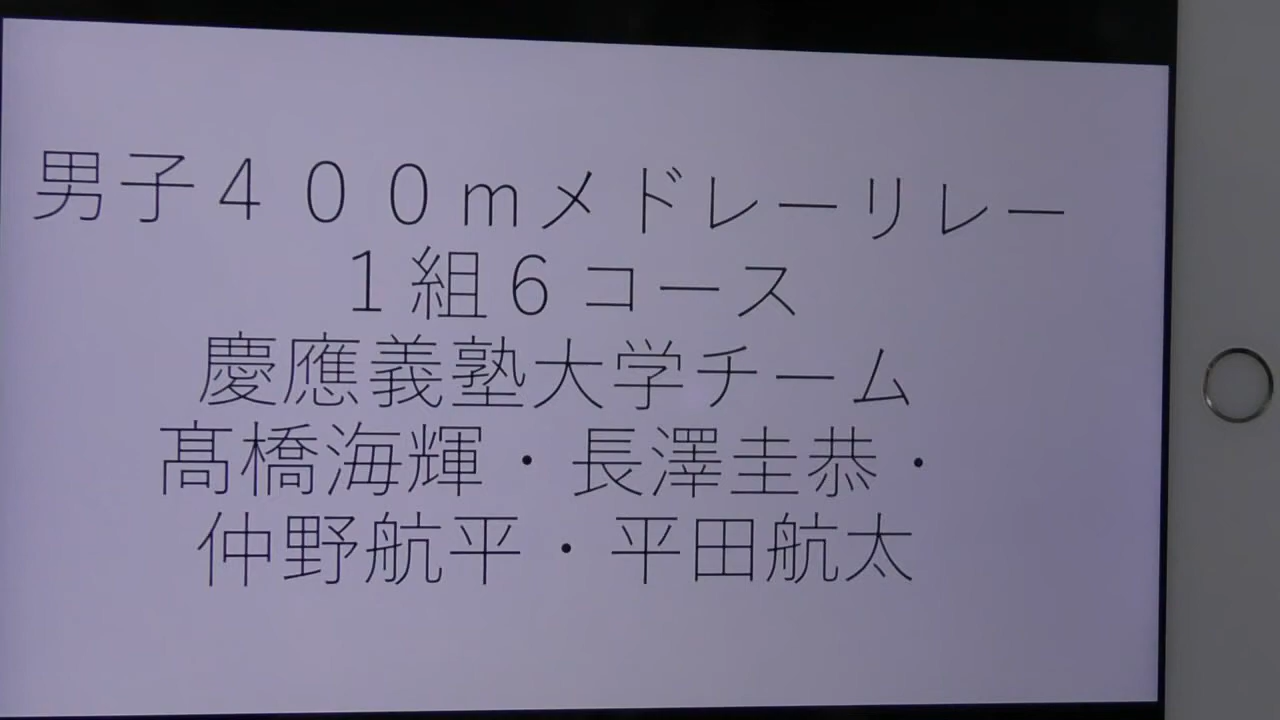 男子４００ｍメドレーリレー
１組６コース
慶應義塾大学チーム
髙橋海輝・長澤圭恭・
仲野航平・平田航太